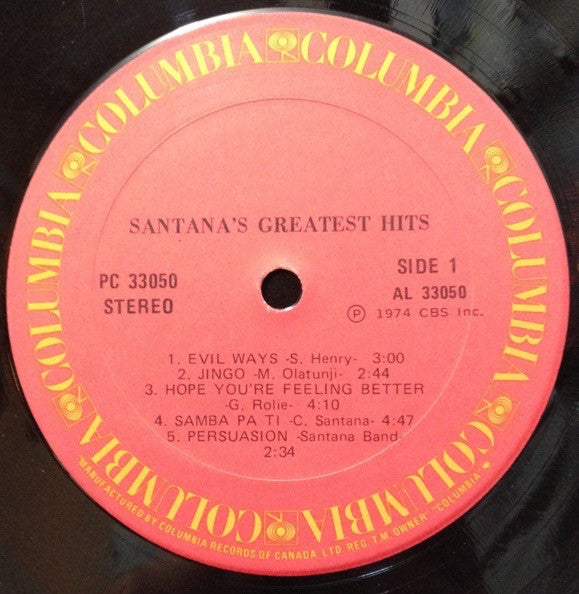 COLUMBIA COLUMBIA COLUMBIA COLUMBIA COLUMBIA COLUMBIA COLUMBIA
SANTANA'S GREATEST HITS
PC 33050
STEREO
SIDE 1
AL 33050
Ⓟ 1974 CBS Inc.
1. EVIL WAYS -S. Henry- 3:00
2. JINGO -M. Olatunji- 2:44
3. HOPE YOU'RE FEELING BETTER
-G. Rolie- 4:10
4. SAMBA PA TI -C. Santana- 4:47
5. PERSUASION -Santana Band-
2:34
MANUFACTURED BY COLUMBIA RECORDS OF CANADA, LTD. REG. T.M. OWNER "COLUMBIA"